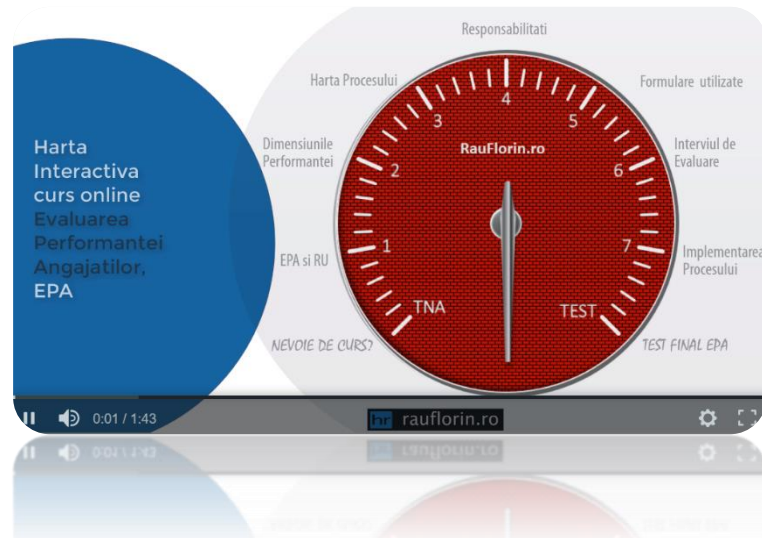 Harta
Interactiva
curs online
Evaluarea
Performantei
Angajatilor,
EPA
Responsabilitati
Harta Procesului
Formulare utilizate
Dimensiunile
Performantei
Interviul de
Evaluare
EPA si RU
Implementarea
Procesului
NEVOIE DE CURS?
TEST FINAL EPA
RauFlorin.ro
TNA
1
2
3
4
5
6
7
TEST
0:01 / 1:43
hr rauflorin.ro